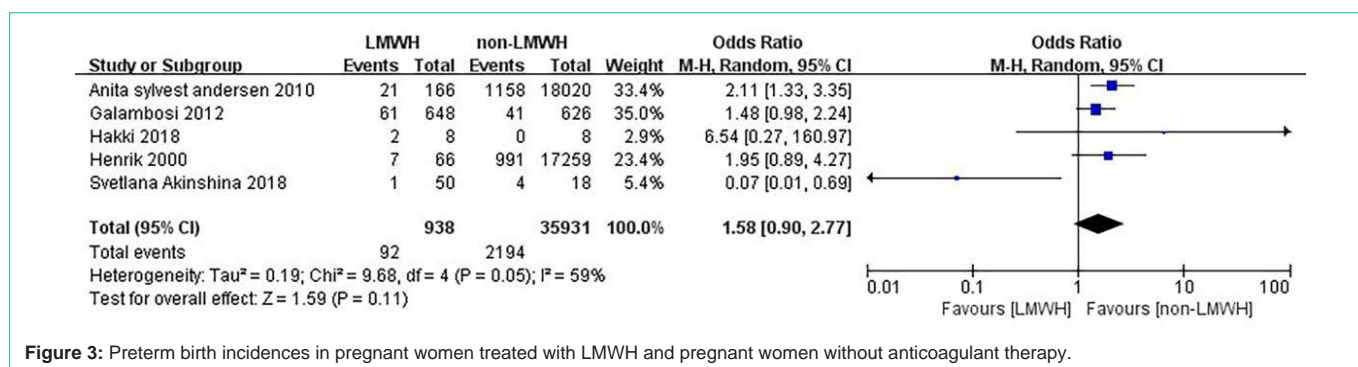 LMWH non-LMWH Odds Ratio Odds Ratio
Study or Subgroup Events Total Events Total Weight M-H, Random, 95% CI M-H, Random, 95% CI
Anita sylvest andersen 2010 21 166 1158 18020 33.4% 2.11 [1.33, 3.35]
Galambosi 2012 61 648 41 626 35.0% 1.48 [0.98, 2.24]
Hakki 2018 2 8 0 8 2.9% 6.54 [0.27, 160.97]
Henrik 2000 7 66 991 17259 23.4% 1.95 [0.89, 4.27]
Svetlana Akinshina 2018 1 50 4 18 5.4% 0.07 [0.01, 0.69]
Total (95% CI) 938 35931 100.0% 1.58 [0.90, 2.77]
Total events 92 2194
Heterogeneity: Tau² = 0.19; Chi² = 9.68, df = 4 (P = 0.05); I² = 59%
Test for overall effect: Z = 1.59 (P = 0.11)
0.01 0.1 1 10 100
Favours [LMWH] Favours [non-LMWH]
Figure 3: Preterm birth incidences in pregnant women treated with LMWH and pregnant women without anticoagulant therapy.